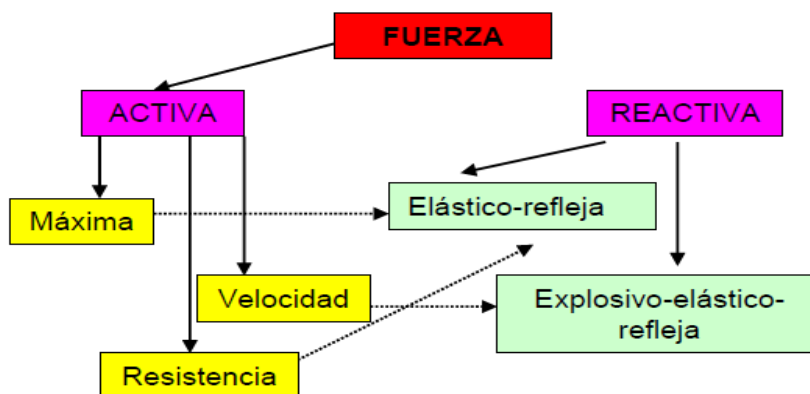 FUERZA
ACTIVA
REACTIVA
Máxima
Elástico-refleja
Velocidad
Explosivo-elástico-
refleja
Resistencia